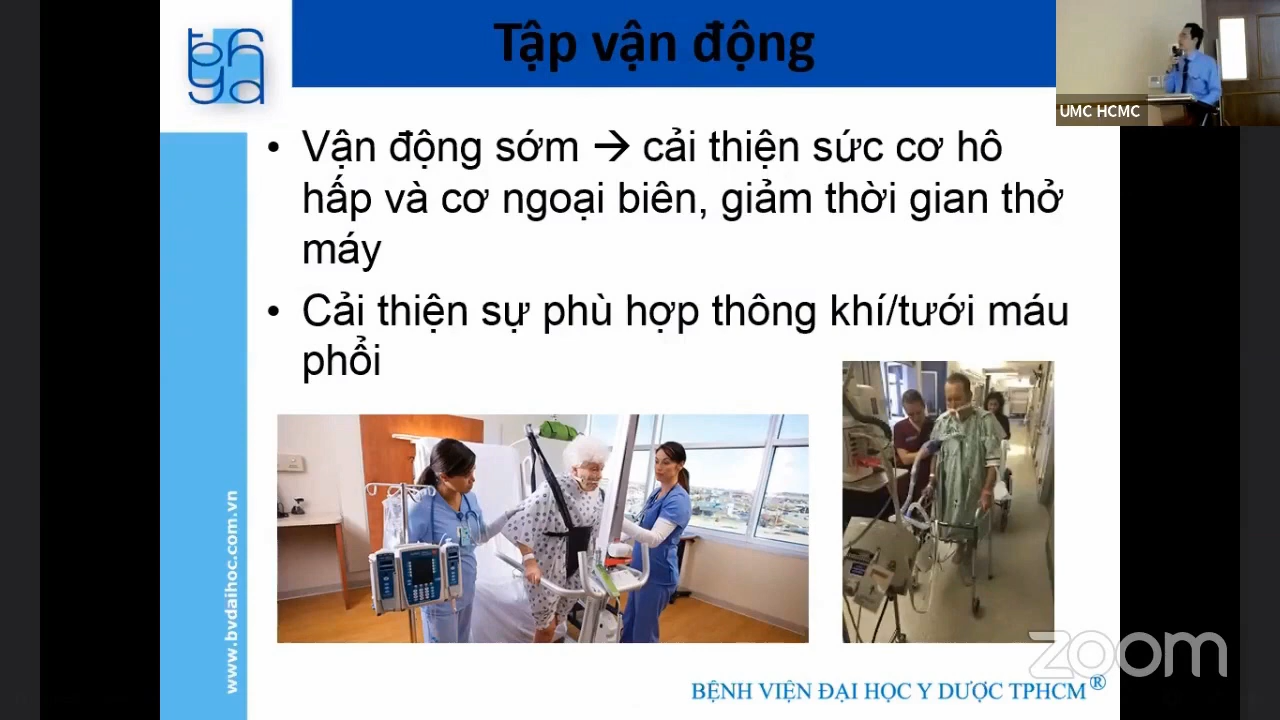 Tập vận động
UMC HCMC
• Vận động sớm → cải thiện sức cơ hô
hấp và cơ ngoại biên, giảm thời gian thở
máy
• Cải thiện sự phù hợp thông khí/tưới máu
phổi
www.bvdaihoc.com.vn
zoom
BỆNH VIỆN ĐẠI HỌC Y DƯỢC TPHCM®